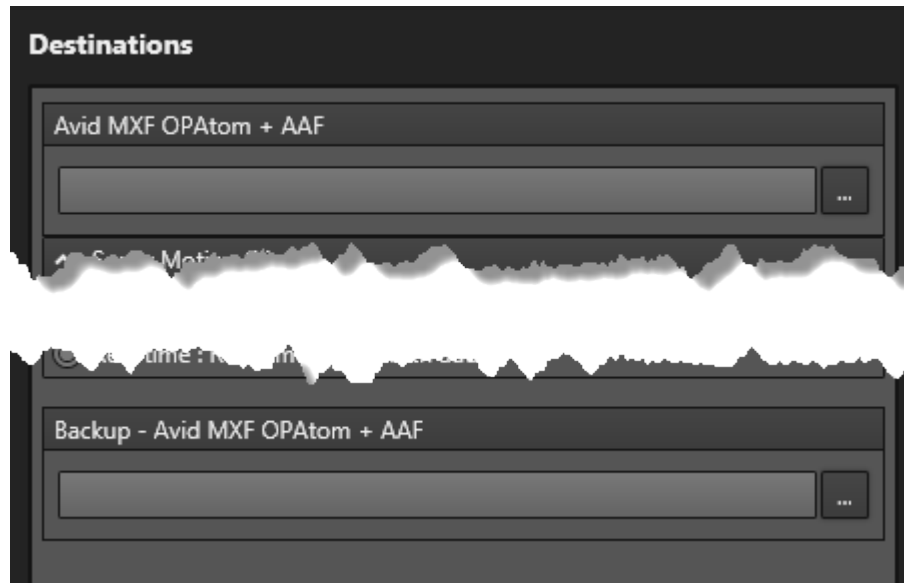 Destinations
Avid MXF OPAtom + AAF
...
Backup - Avid MXF OPAtom + AAF
...